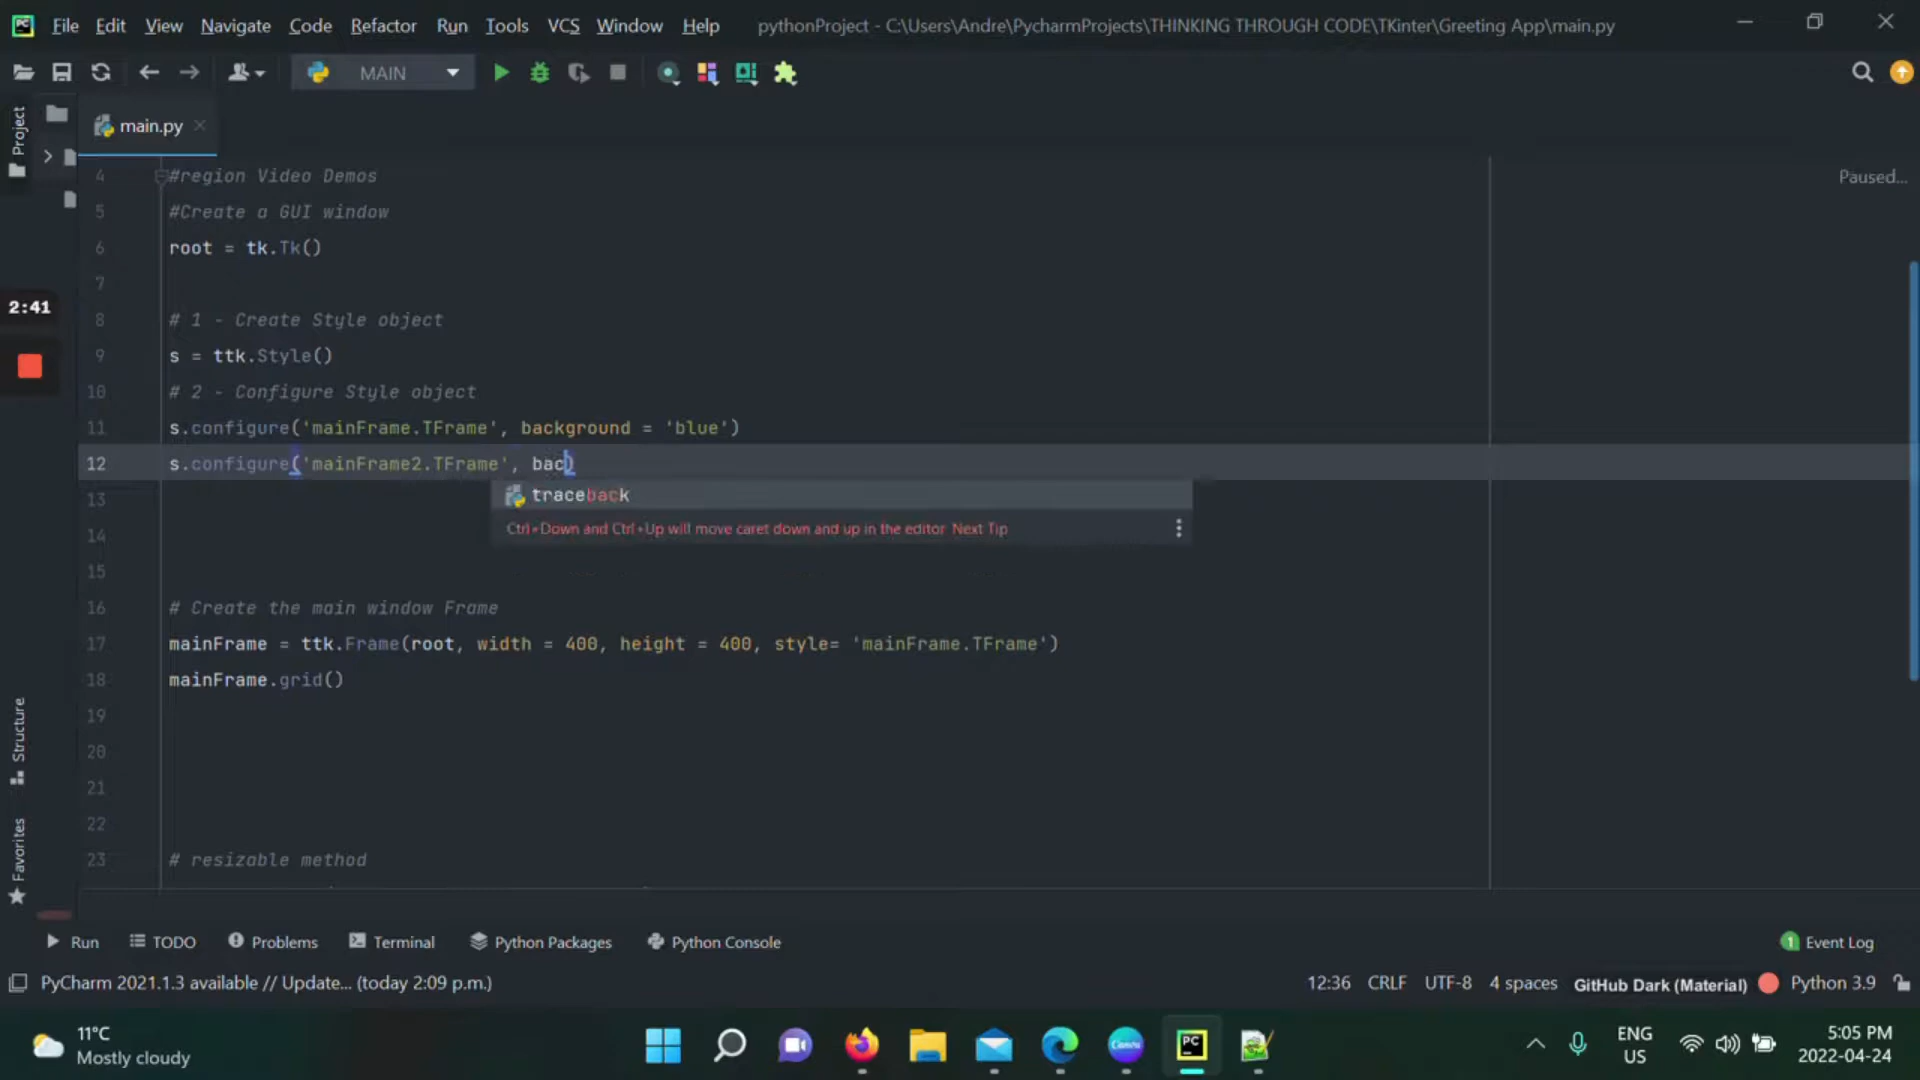 File Edit View Navigate Code Refactor Run Tools VCS Window Help pythonProject - C:\Users\Andre\PycharmProjects\THINKING THROUGH CODE\TKinter\Greeting App\main.py
MAIN
Project
main.py
Paused...
2:41
4 #region Video Demos
5 #Create a GUI window
6 root = tk.Tk()
7
8 # 1 - Create Style object
9 s = ttk.Style()
10 # 2 - Configure Style object
11 s.configure('mainFrame.TFrame', background = 'blue')
12 s.configure('mainFrame2.TFrame', bac)
traceback
Ctrl+Down and Ctrl+Up will move caret down and up in the editor Next Tip
13
14
15
16 # Create the main window Frame
17 mainFrame = ttk.Frame(root, width = 400, height = 400, style= 'mainFrame.TFrame')
18 mainFrame.grid()
19
20
21
22
23 # resizable method
Structure
Favorites
Run TODO Problems Terminal Python Packages Python Console 1 Event Log
PyCharm 2021.1.3 available // Update... (today 2:09 p.m.) 12:36 CRLF UTF-8 4 spaces GitHub Dark (Material) Python 3.9
11°C
Mostly cloudy
Canva
PC
ENG
US
5:05 PM
2022-04-24